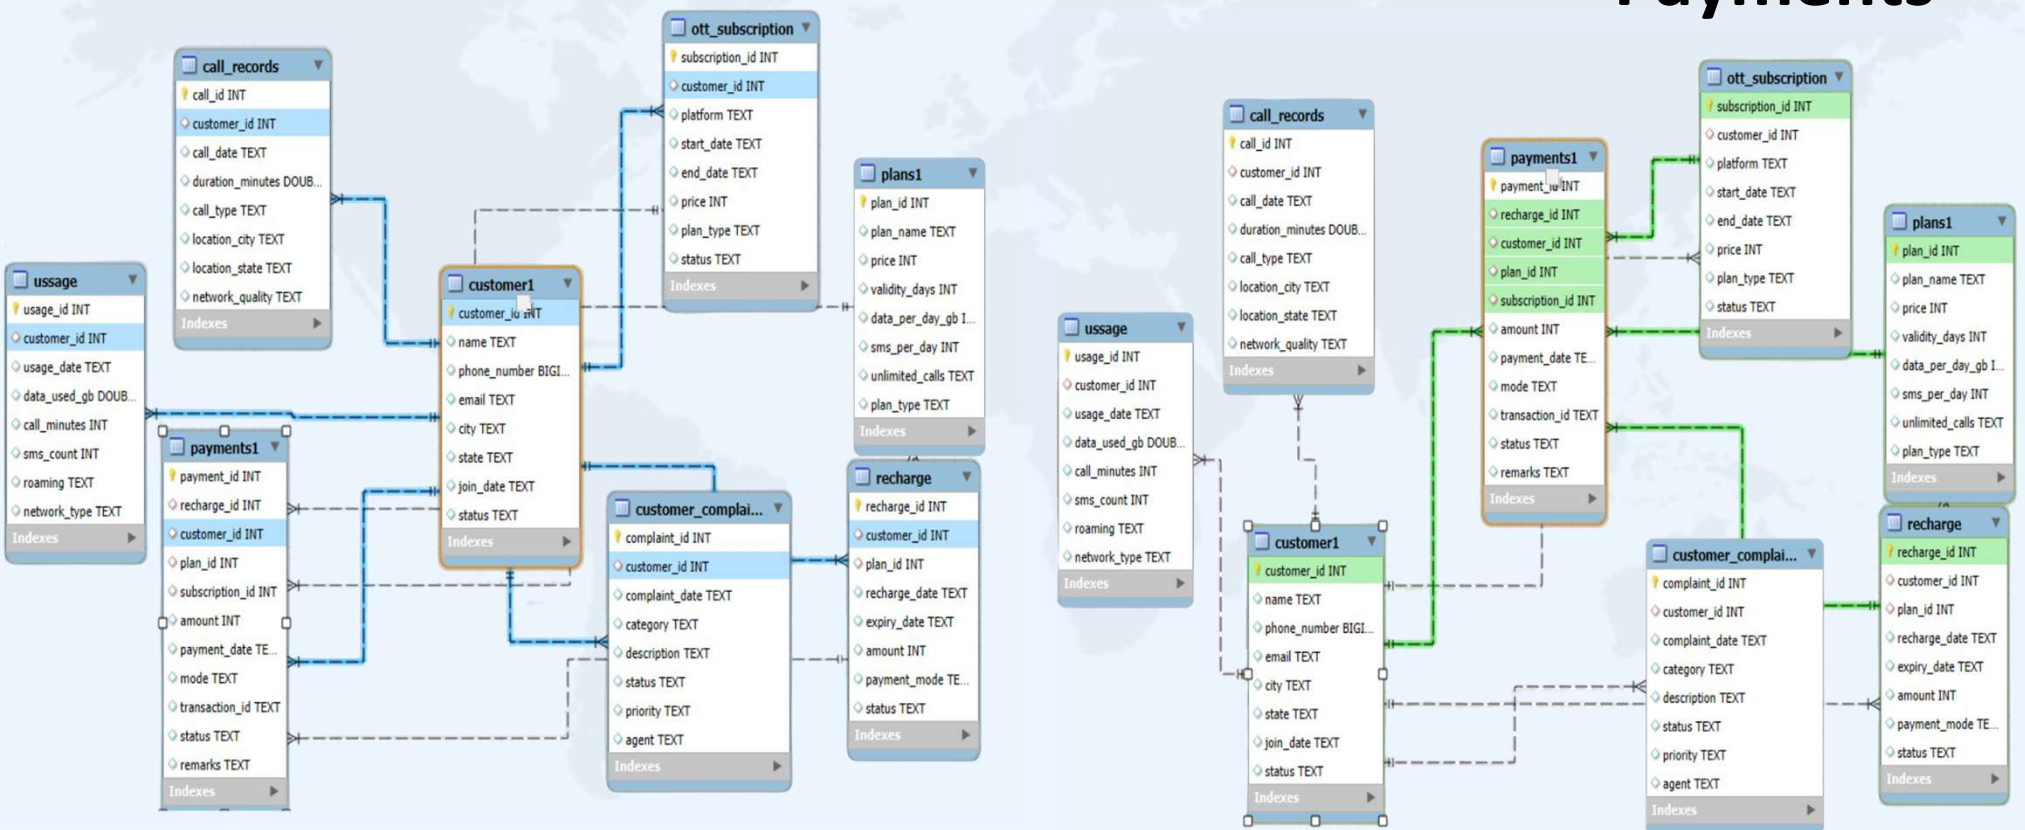 Payments
ott_subscription
subscription_id INT
customer_id INT
platform TEXT
start_date TEXT
end_date TEXT
price INT
plan_type TEXT
status TEXT
Indexes
call_records
call_id INT
customer_id INT
call_date TEXT
duration_minutes DOUB...
call_type TEXT
location_city TEXT
location_state TEXT
network_quality TEXT
Indexes
plans1
plan_id INT
plan_name TEXT
price INT
validity_days INT
data_per_day_gb I...
sms_per_day INT
unlimited_calls TEXT
plan_type TEXT
Indexes
ussage
usage_id INT
customer_id INT
usage_date TEXT
data_used_gb DOUB...
call_minutes INT
sms_count INT
roaming TEXT
network_type TEXT
Indexes
customer1
customer_id INT
name TEXT
phone_number BIGI...
email TEXT
city TEXT
state TEXT
join_date TEXT
status TEXT
Indexes
payments1
payment_id INT
recharge_id INT
customer_id INT
plan_id INT
subscription_id INT
amount INT
payment_date TE...
mode TEXT
transaction_id TEXT
status TEXT
remarks TEXT
Indexes
customer_complai...
complaint_id INT
customer_id INT
complaint_date TEXT
category TEXT
description TEXT
status TEXT
priority TEXT
agent TEXT
Indexes
recharge
recharge_id INT
customer_id INT
plan_id INT
recharge_date TEXT
expiry_date TEXT
amount INT
payment_mode TE...
status TEXT
Indexes
ott_subscription
subscription_id INT
customer_id INT
platform TEXT
start_date TEXT
end_date TEXT
price INT
plan_type TEXT
status TEXT
Indexes
call_records
call_id INT
customer_id INT
call_date TEXT
duration_minutes DOUB...
call_type TEXT
location_city TEXT
location_state TEXT
network_quality TEXT
Indexes
payments1
payment_id INT
recharge_id INT
customer_id INT
plan_id INT
subscription_id INT
amount INT
payment_date TE...
mode TEXT
transaction_id TEXT
status TEXT
remarks TEXT
Indexes
plans1
plan_id INT
plan_name TEXT
price INT
validity_days INT
data_per_day_gb I...
sms_per_day INT
unlimited_calls TEXT
plan_type TEXT
Indexes
ussage
usage_id INT
customer_id INT
usage_date TEXT
data_used_gb DOUB...
call_minutes INT
sms_count INT
roaming TEXT
network_type TEXT
Indexes
customer1
customer_id INT
name TEXT
phone_number BIGI...
email TEXT
city TEXT
state TEXT
join_date TEXT
status TEXT
Indexes
customer_complai...
complaint_id INT
customer_id INT
complaint_date TEXT
category TEXT
description TEXT
status TEXT
priority TEXT
agent TEXT
Indexes
recharge
recharge_id INT
customer_id INT
plan_id INT
recharge_date TEXT
expiry_date TEXT
amount INT
payment_mode TE...
status TEXT
Indexes